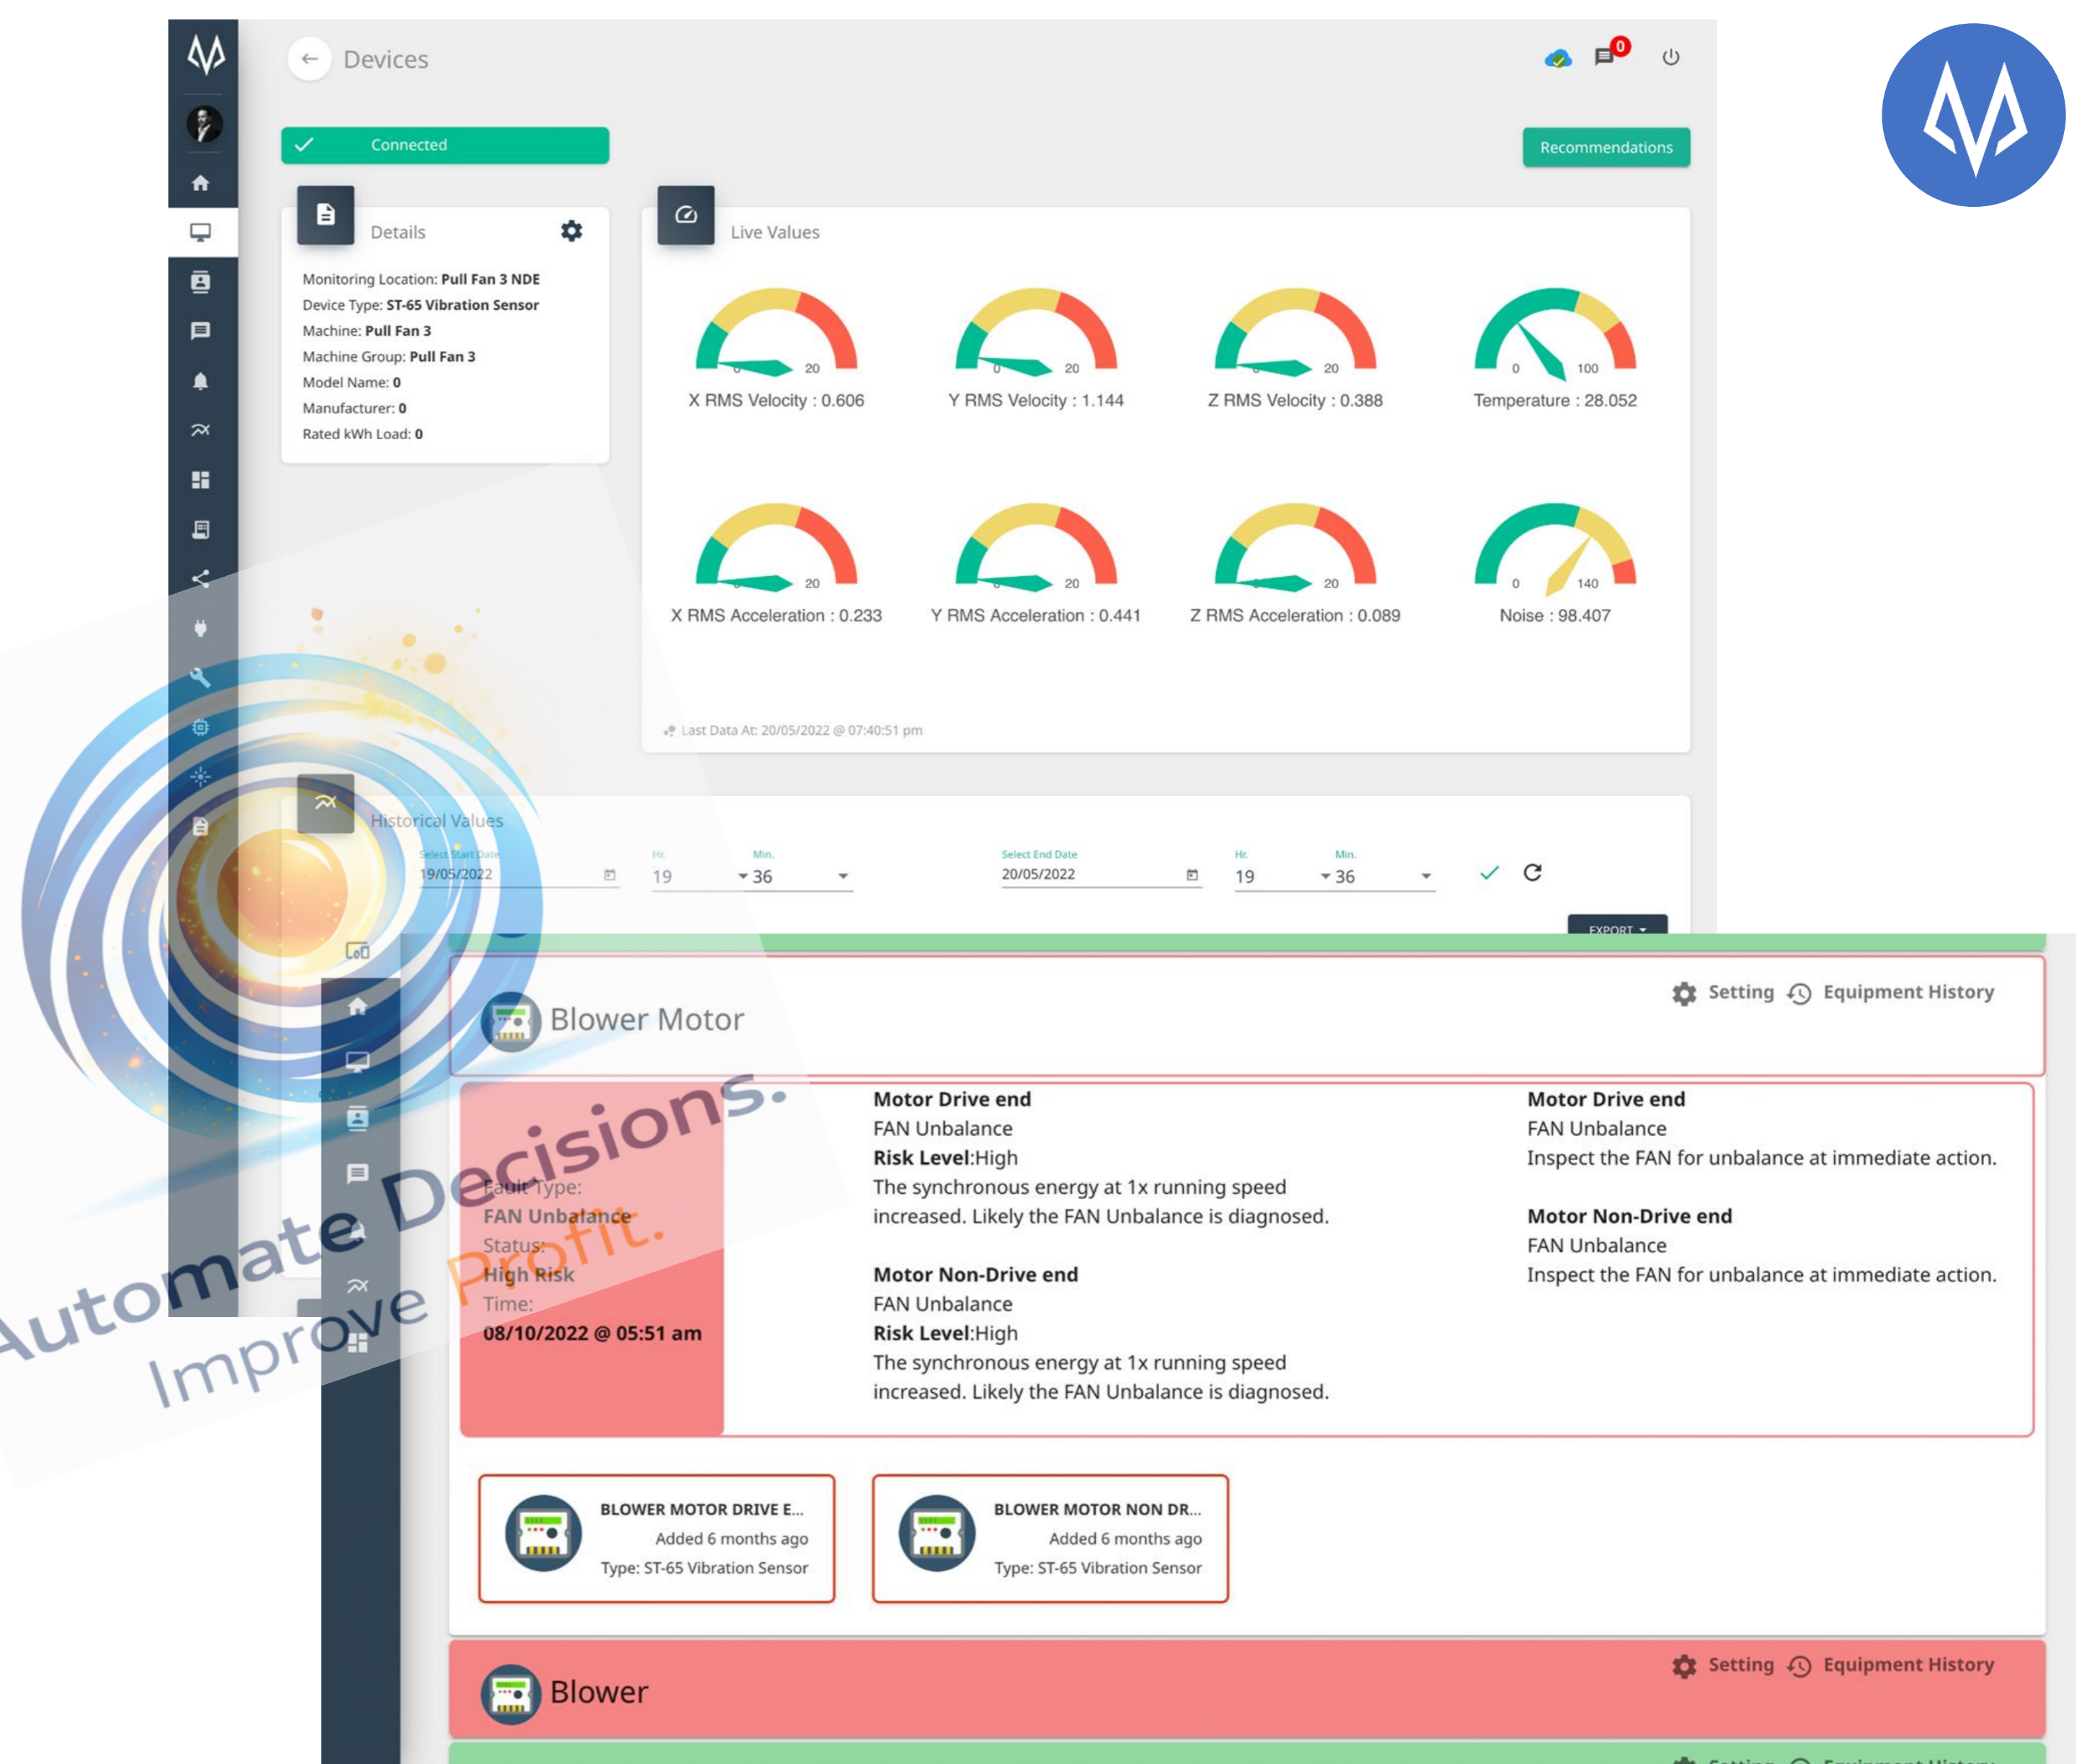 Devices
0
Connected
Recommendations
Details
Monitoring Location: Pull Fan 3 NDE
Device Type: ST-65 Vibration Sensor
Machine: Pull Fan 3
Machine Group: Pull Fan 3
Model Name: 0
Manufacturer: 0
Rated kWh Load: 0
Live Values
20
X RMS Velocity : 0.606
0 20
Y RMS Velocity : 1.144
20
Z RMS Velocity : 0.388
0 100
Temperature : 28.052
20
X RMS Acceleration : 0.233
20
Y RMS Acceleration : 0.441
20
Z RMS Acceleration : 0.089
0 140
Noise : 98.407
Last Data At: 20/05/2022 @ 07:40:51 pm
Historical Values
Select Start Date Hr. Min. Select End Date Hr. Min.
19/05/2022 19 36 20/05/2022 19 36
EXPORT
Blower Motor
Setting Equipment History
Fault Type:
FAN Unbalance
Status:
High Risk
Time:
08/10/2022 @ 05:51 am
Motor Drive end
FAN Unbalance
Risk Level:High
The synchronous energy at 1x running speed
increased. Likely the FAN Unbalance is diagnosed.
Motor Non-Drive end
FAN Unbalance
Risk Level:High
The synchronous energy at 1x running speed
increased. Likely the FAN Unbalance is diagnosed.
Motor Drive end
FAN Unbalance
Inspect the FAN for unbalance at immediate action.
Motor Non-Drive end
FAN Unbalance
Inspect the FAN for unbalance at immediate action.
Automate Decisions.
Improve Profit.
BLOWER MOTOR DRIVE E...
Added 6 months ago
Type: ST-65 Vibration Sensor
BLOWER MOTOR NON DR...
Added 6 months ago
Type: ST-65 Vibration Sensor
Blower
Setting Equipment History
Setting Equipment History